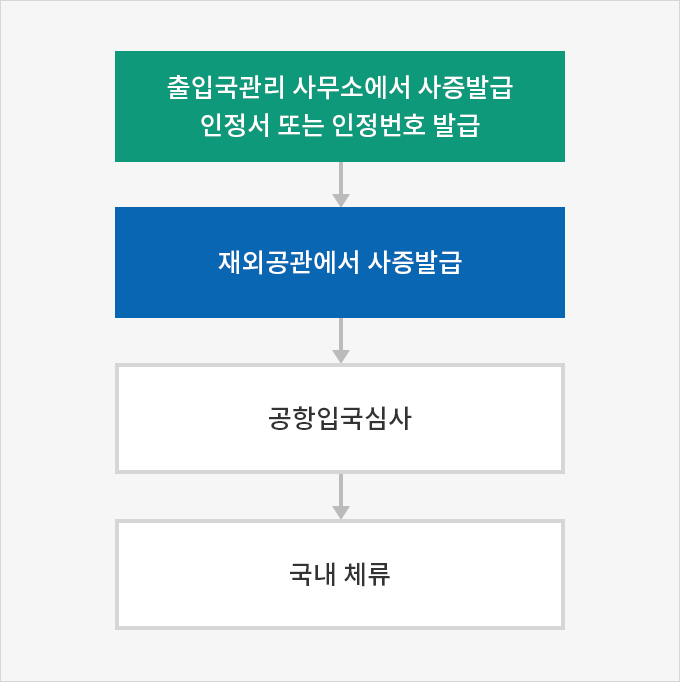 출입국관리 사무소에서 사증발급
인정서 또는 인정번호 발급
재외공관에서 사증발급
공항입국심사
국내 체류